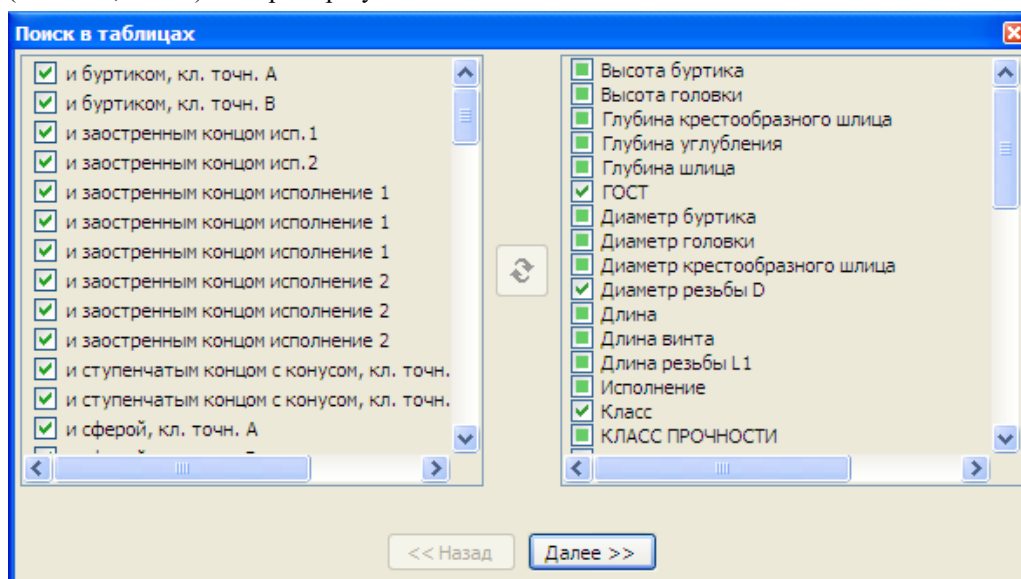 Поиск в таблицах
и буртиком, кл. точн. A
и буртиком, кл. точн. B
и заостренным концом исп.1
и заостренным концом исп.2
и заостренным концом исполнение 1
и заостренным концом исполнение 1
и заостренным концом исполнение 1
и заостренным концом исполнение 2
и заостренным концом исполнение 2
и заостренным концом исполнение 2
и ступенчатым концом с конусом, кл. точн.
и ступенчатым концом с конусом, кл. точн.
и сферой, кл. точн. A
Высота буртика
Высота головки
Глубина крестообразного шлица
Глубина углубления
Глубина шлица
ГОСТ
Диаметр буртика
Диаметр головки
Диаметр крестообразного шлица
Диаметр резьбы D
Длина
Длина винта
Длина резьбы L1
Исполнение
Класс
КЛАСС ПРОЧНОСТИ
<< Назад
Далее >>